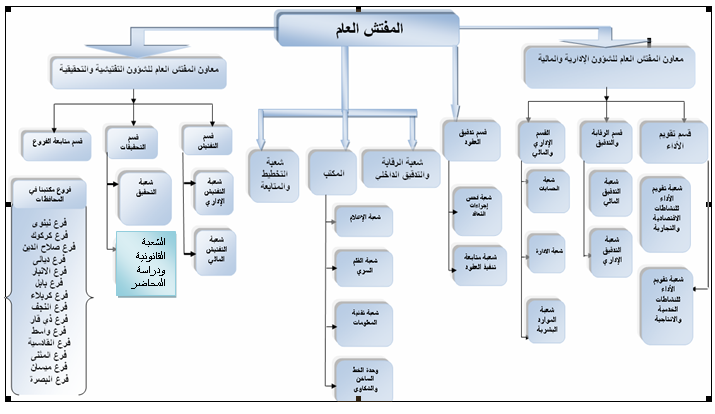 المفتش العام
معاون المفتش العام للشؤون الإدارية والمالية
معاون المفتش العام للشؤون التفتيشية والتحقيقية
قسم تقويم
الأداء
قسم الرقابة
والتدقيق
القسم
الإداري
والمالي
قسم تدقيق
العقود
شعبة الرقابة
والتدقيق الداخلي
المكتب
شعبة
التخطيط
والمتابعة
قسم
التفتيش
قسم
التحقيقات
قسم متابعة الفروع
شعبة تقويم
الأداء
للنشاطات
الاقتصادية
والتجارية
شعبة تقويم
الأداء
للنشاطات
الخدمية
والانتاجية
شعبة
التدقيق
المالي
شعبة
التدقيق
الإداري
شعبة
الحسابات
شعبة الادارة
شعبة
الموارد
البشرية
شعبة فحص
إجراءات
التعاقد
شعبة متابعة
تنفيذ العقود
شعبة الإعلام
شعبة القلم
السري
شعبة تقنية
المعلومات
وحدة الخط
الساخن
والشكاوي
شعبة
التفتيش
الإداري
شعبة
التفتيش
المالي
شعبة
التحقيق
الشعبة
القانونية
ودراسة
المحاضر
فروع مكتبنا في
المحافظات
فرع نينوى
فرع كركوك
فرع صلاح الدين
فرع ديالى
فرع الانبار
فرع بابل
فرع كربلاء
فرع النجف
فرع ذي قار
فرع واسط
فرع القادسية
فرع المثنى
فرع ميسان
فرع البصرة